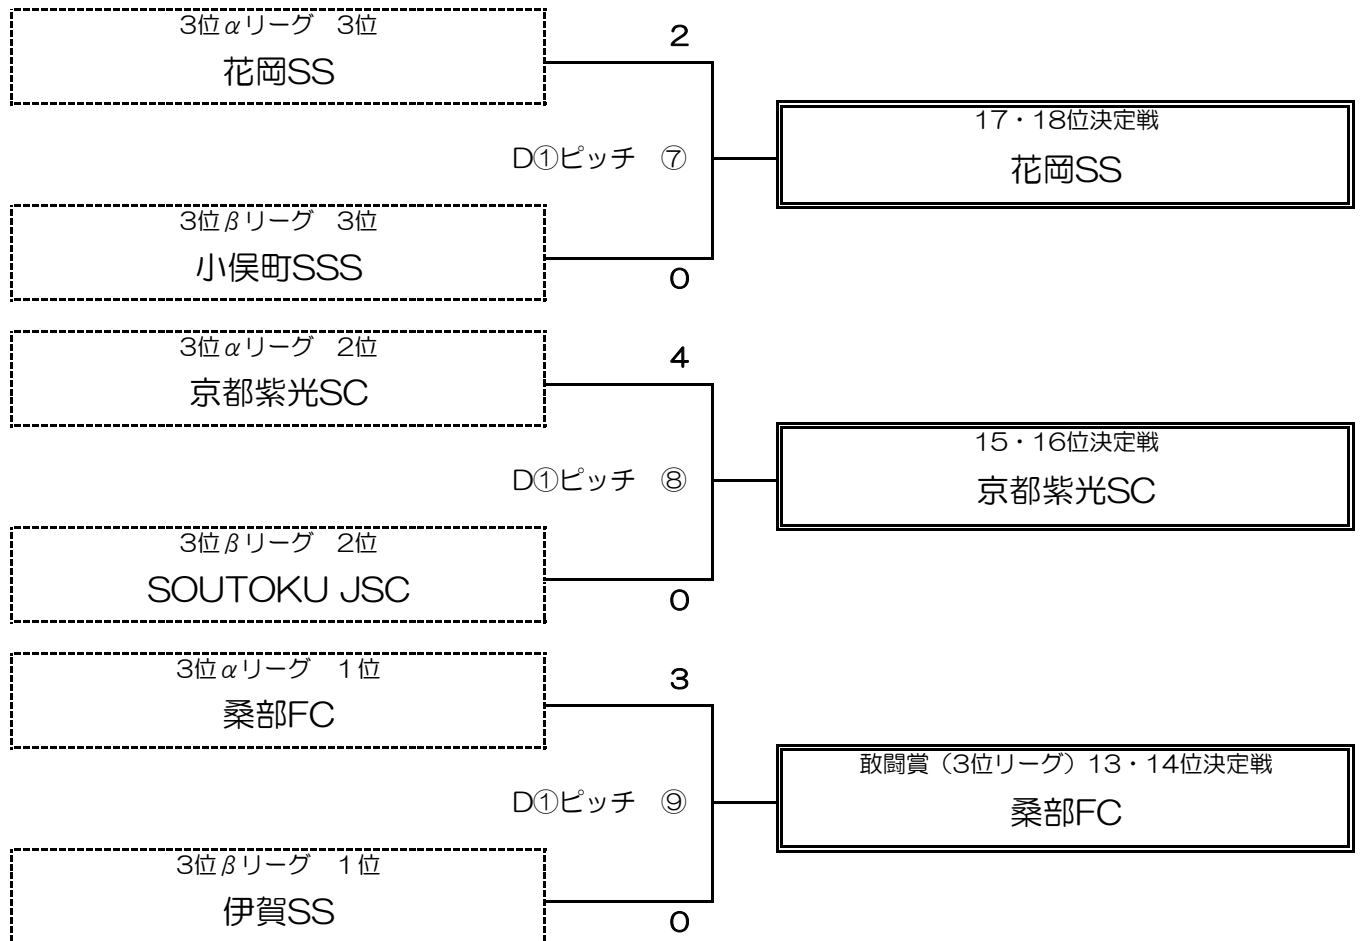 3位αリーグ　3位
花岡SS
2
D①ピッチ　⑦
17・18位決定戦
花岡SS
3位βリーグ　3位
小俣町SSS
0
3位αリーグ　2位
京都紫光SC
4
D①ピッチ　⑧
15・16位決定戦
京都紫光SC
3位βリーグ　2位
SOUTOKU JSC
0
3位αリーグ　１位
桑部FC
3
D①ピッチ　⑨
敢闘賞（3位リーグ）13・14位決定戦
桑部FC
3位βリーグ　１位
伊賀SS
0